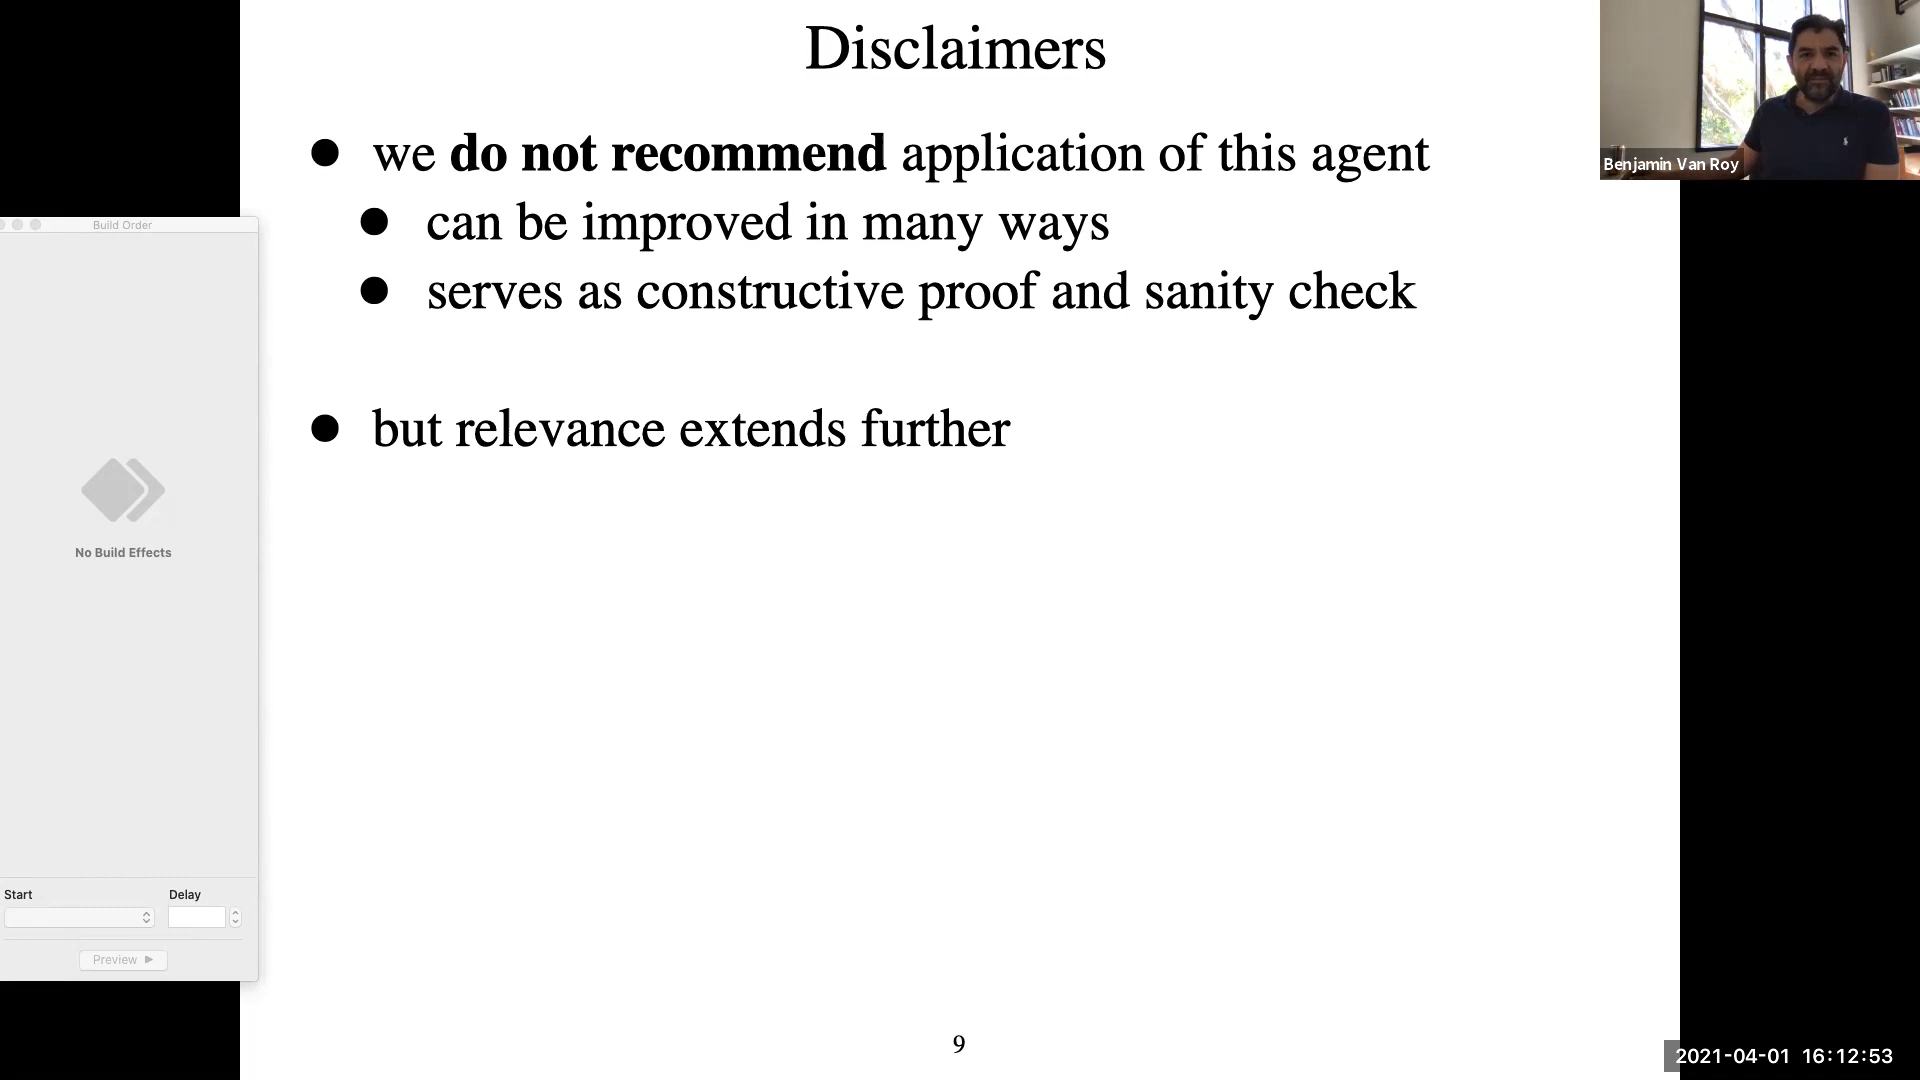 Disclaimers
● we do not recommend application of this agent
● can be improved in many ways
● serves as constructive proof and sanity check
● but relevance extends further
9
Benjamin Van Roy
Build Order
No Build Effects
Start Delay
Preview ▶
2021-04-01 16:12:53